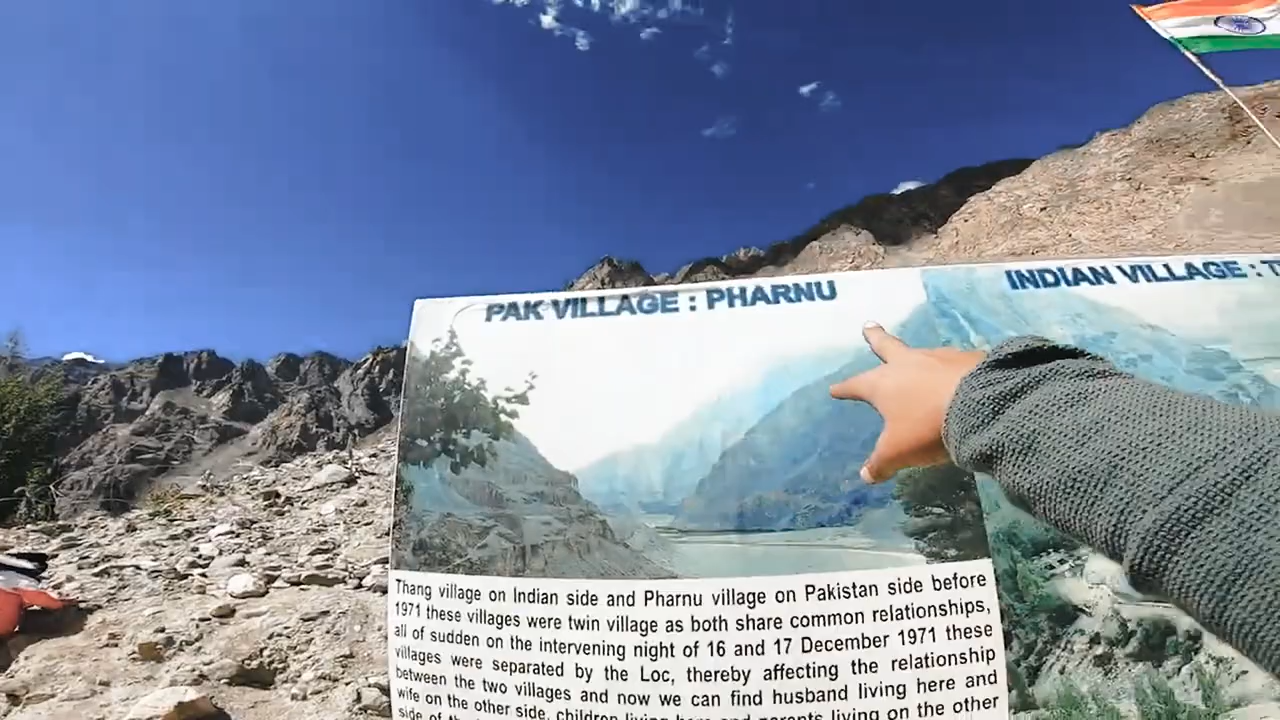 PAK VILLAGE : PHARNU
INDIAN VILLAGE : T
Thang village on Indian side and Pharnu village on Pakistan side before
1971 these villages were twin village as both share common relationships,
all of sudden on the intervening night of 16 and 17 December 1971 these
villages were separated by the Loc, thereby affecting the relationship
between the two villages and now we can find husband living here and
wife on the other side, children living here and parents living on the other
side of